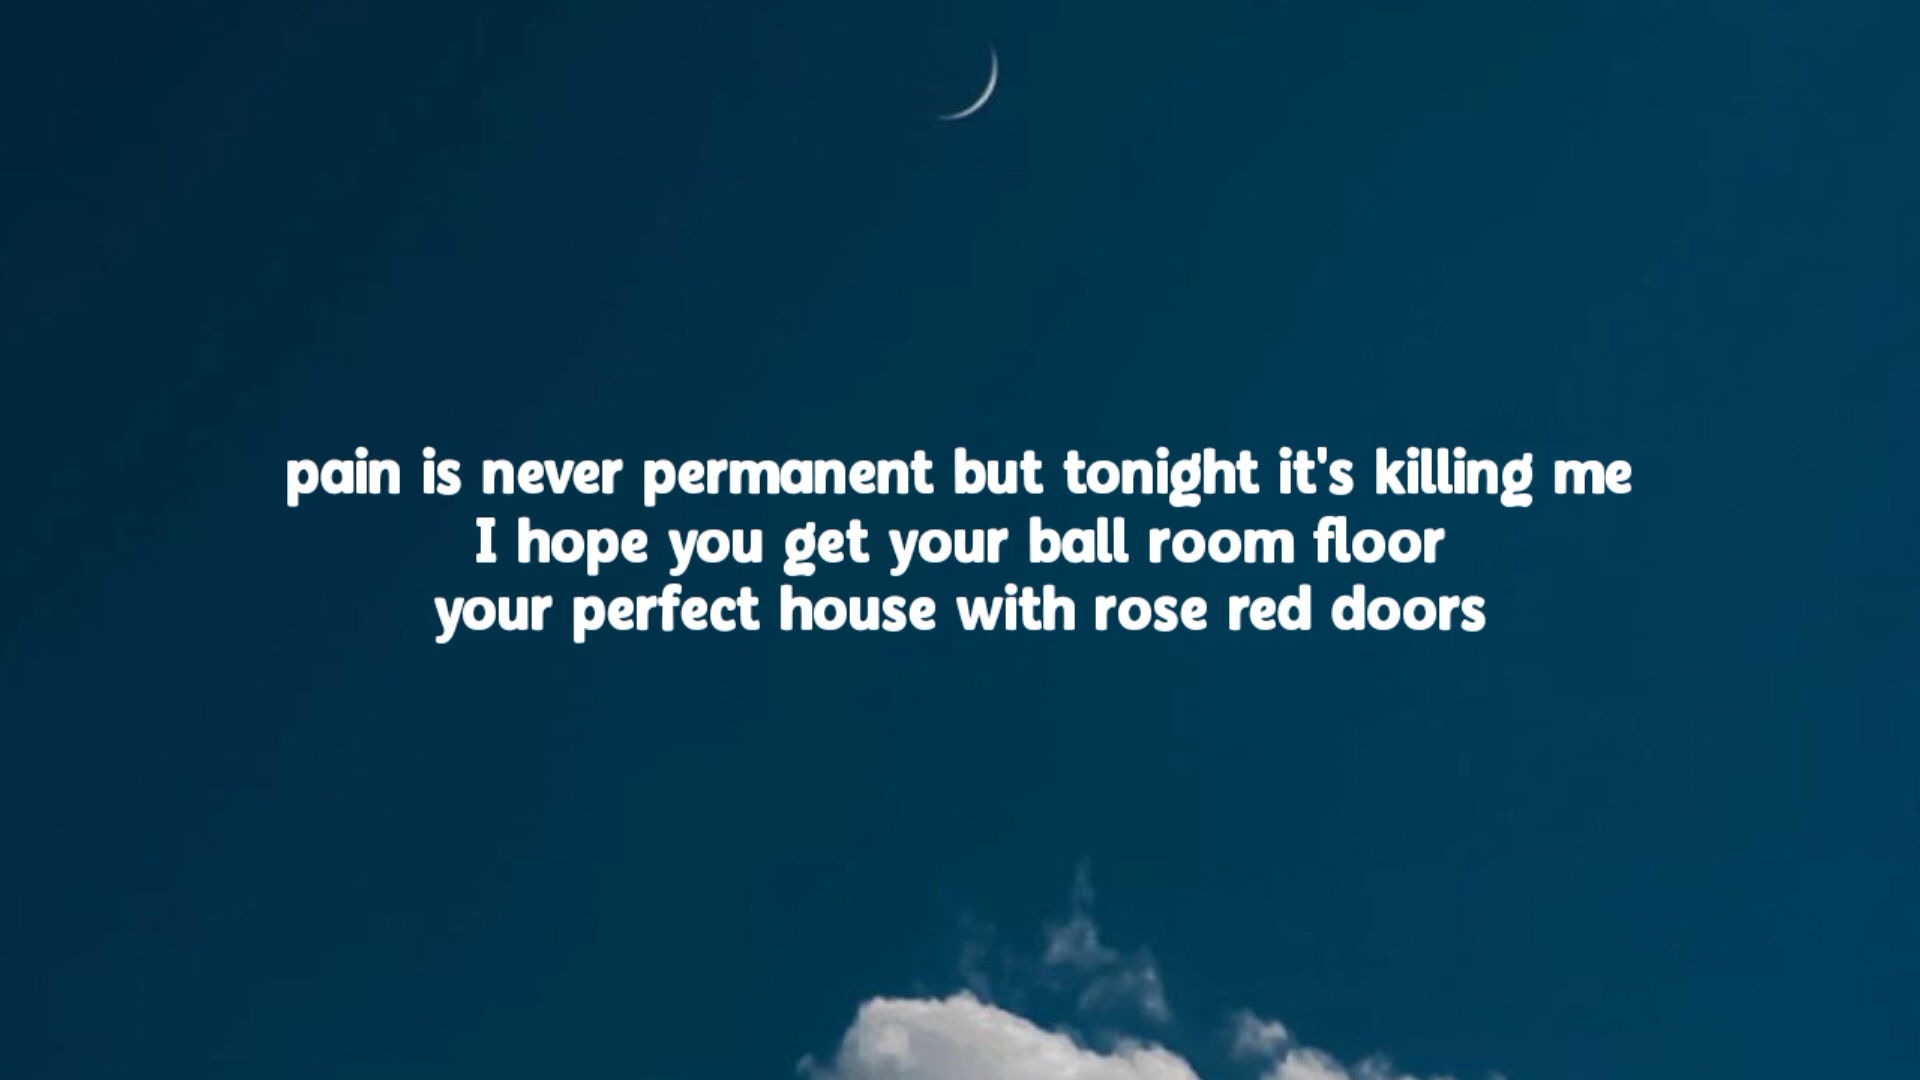 pain is never permanent but tonight it's killing me
I hope you get your ball room floor
your perfect house with rose red doors